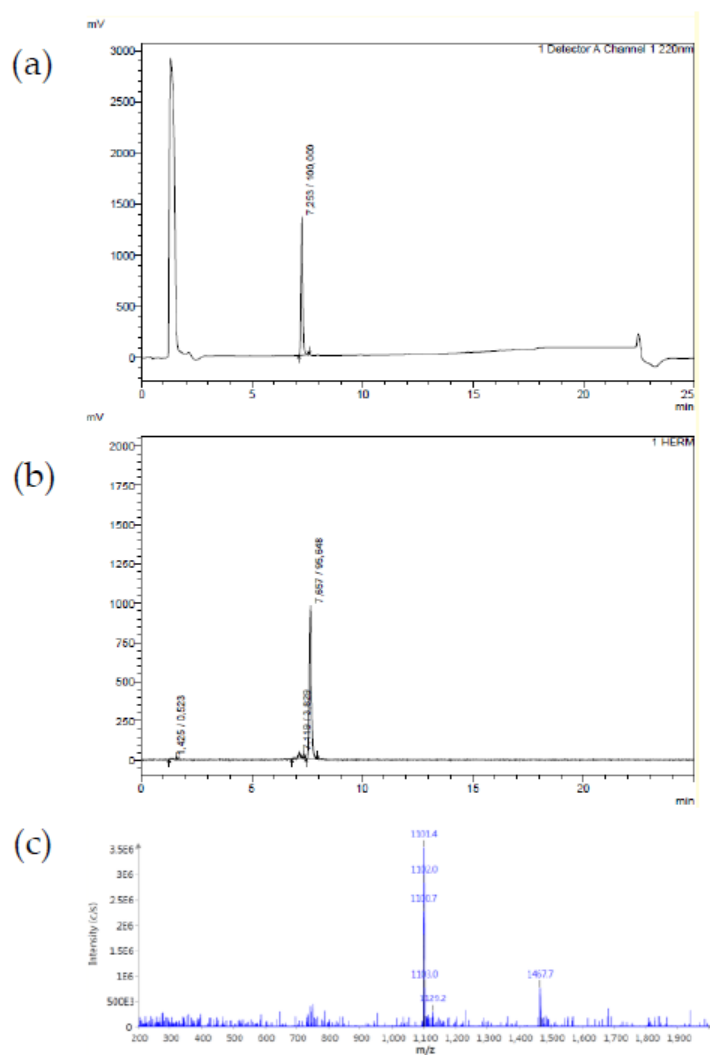 (a)
mV
1 Detector A Channel 1 220nm
3000
2500
2000
1500
1000
500
0
7,253 / 100,000
0 5 10 15 20 25
min
(b)
mV
1 HERM
2000
1750
1500
1250
1000
750
500
250
0
1,425 / 0,523
7,667 / 95,648
0 5 10 15 20
min
(c)
Intensity (c/s)
3.5E6
3E6
2.5E6
2E6
1.5E6
1E6
500E3
0
1101.4
1102.0
1100.7
1103.0
1125.2
1467.7
200 300 400 500 600 700 800 900 1,000 1,100 1,200 1,300 1,400 1,500 1,600 1,700 1,800 1,900
m/z